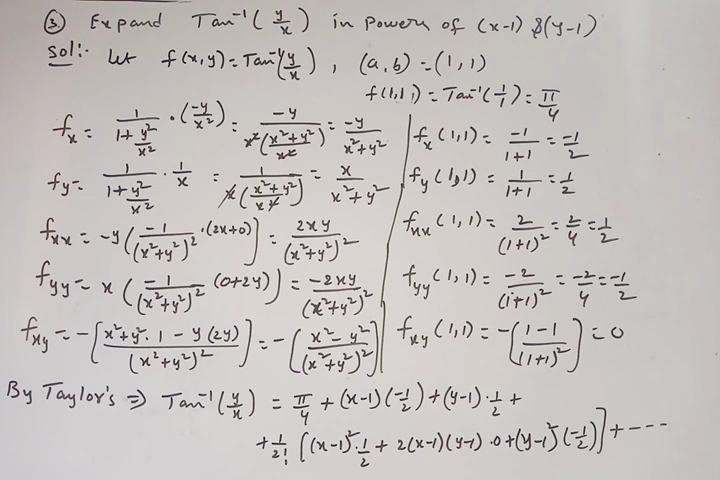 ③ Expand Tan⁻¹(y/x) in powers of (x-1) & (y-1)
Sol:- Let f(x,y) = Tan⁻¹(y/x), (a,b) = (1,1)
f(1,1) = Tan⁻¹(1/1) = π/4
fx = 1/(1+y²/x²) · (-y/x²) = -y/(x²((x²+y²)/x²)) = -y/(x²+y²)
fx(1,1) = -1/(1+1) = -1/2
fy = 1/(1+y²/x²) · 1/x = 1/(x((x²+y²)/x²)) = x/(x²+y²)
fy(1,1) = 1/(1+1) = 1/2
fxx = -y(-1/(x²+y²)² · (2x+0)) = 2xy/(x²+y²)²
fxx(1,1) = 2/(1+1)² = 2/4 = 1/2
fyy = x(-1/(x²+y²)² (0+2y)) = -2xy/(x²+y²)²
fyy(1,1) = -2/(1+1)² = -2/4 = -1/2
fxy = -[(x²+y²·1 - y(2y))/(x²+y²)²] = -((x²-y²)/(x²+y²)²)
fxy(1,1) = -((1-1)/(1+1)²) = 0
By Taylor's ⇒ Tan⁻¹(y/x) = π/4 + (x-1)(-1/2) + (y-1)·1/2 +
+ 1/2! [(x-1)²·1/2 + 2(x-1)(y-1)·0 + (y-1)²(-1/2)] + ----